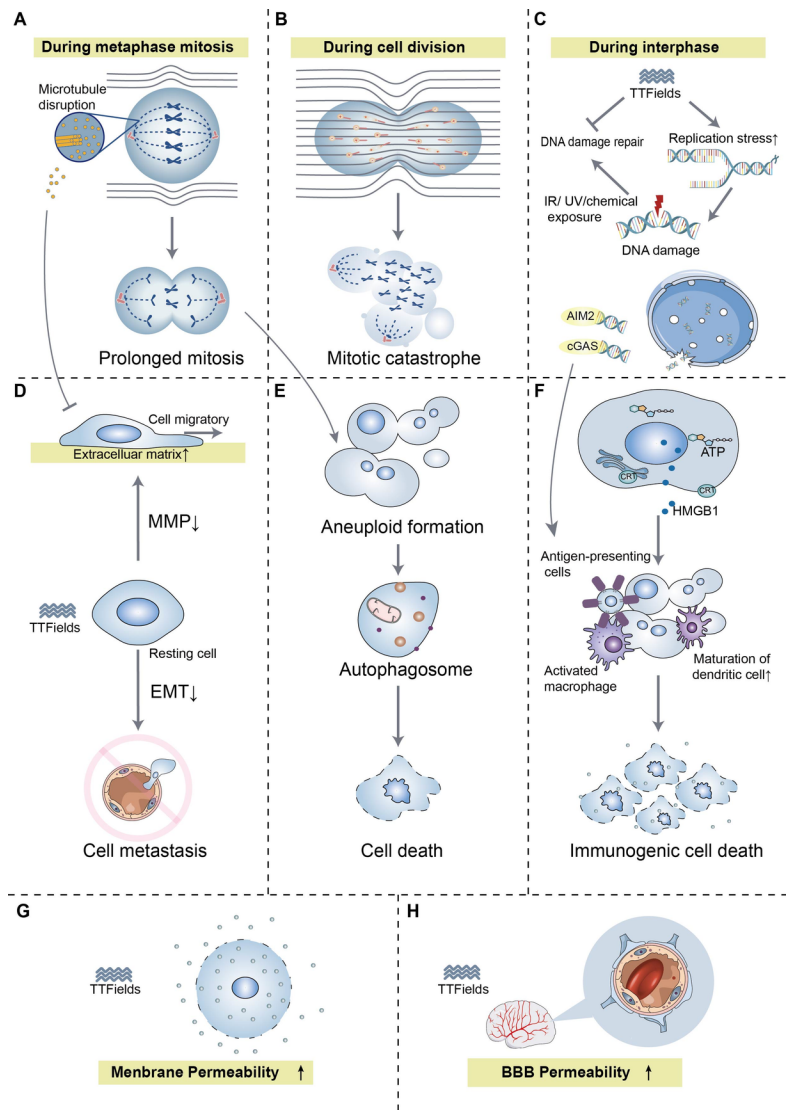 A
During metaphase mitosis
Microtubule
disruption
Prolonged mitosis
B
During cell division
Mitotic catastrophe
C
During interphase
TTFields
DNA damage repair
Replication stress↑
IR/ UV/chemical
exposure
DNA damage
AIM2
cGAS
D
Cell migratory
Extracelluar matrix↑
MMP↓
TTFields
Resting cell
EMT↓
Cell metastasis
E
Aneuploid formation
Autophagosome
Cell death
F
ATP
CRT
CRT
HMGB1
Antigen-presenting
cells
Activated
macrophage
Maturation of
dendritic cell↑
Immunogenic cell death
G
TTFields
Menbrane Permeability ↑
H
TTFields
BBB Permeability ↑